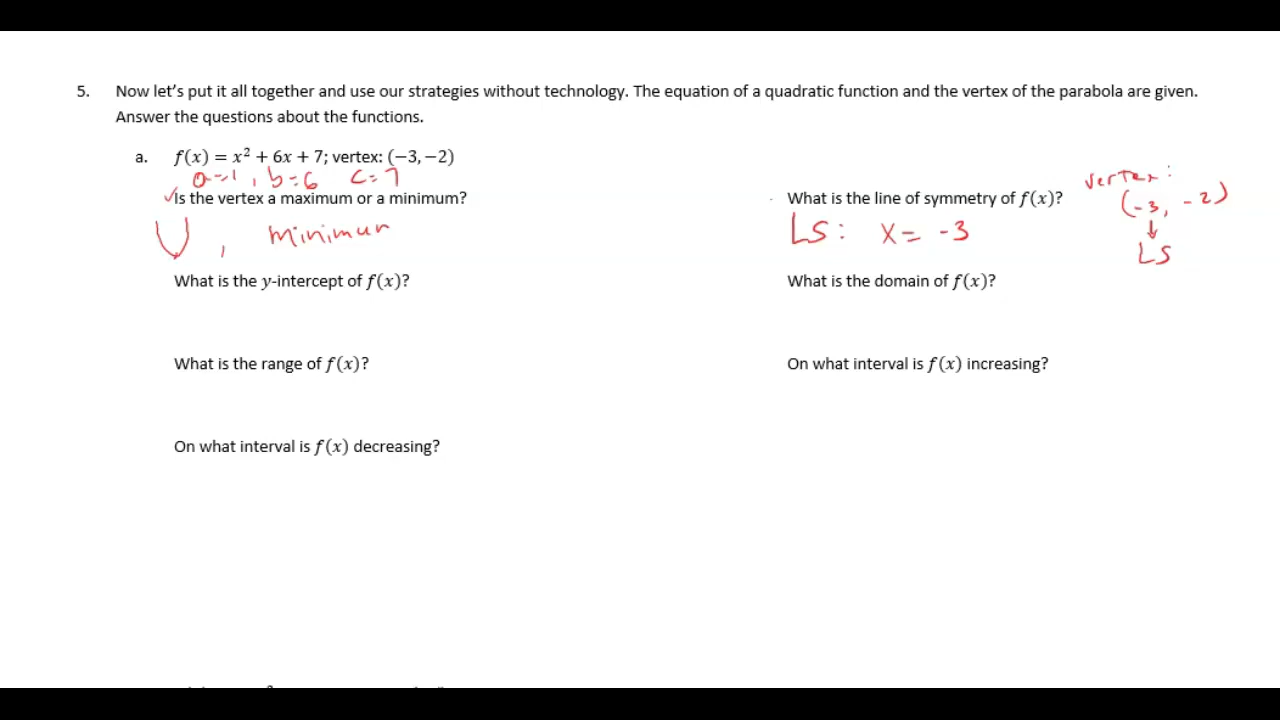 5. Now let's put it all together and use our strategies without technology. The equation of a quadratic function and the vertex of the parabola are given.
Answer the questions about the functions.
a. f(x) = x² + 6x + 7; vertex: (−3, −2)
a=1, b=6 c=7
✓Is the vertex a maximum or a minimum?
minimum
What is the line of symmetry of f(x)?
LS: x= -3
vertex:
(-3, -2)
↓
LS
What is the y-intercept of f(x)?
What is the domain of f(x)?
What is the range of f(x)?
On what interval is f(x) increasing?
On what interval is f(x) decreasing?